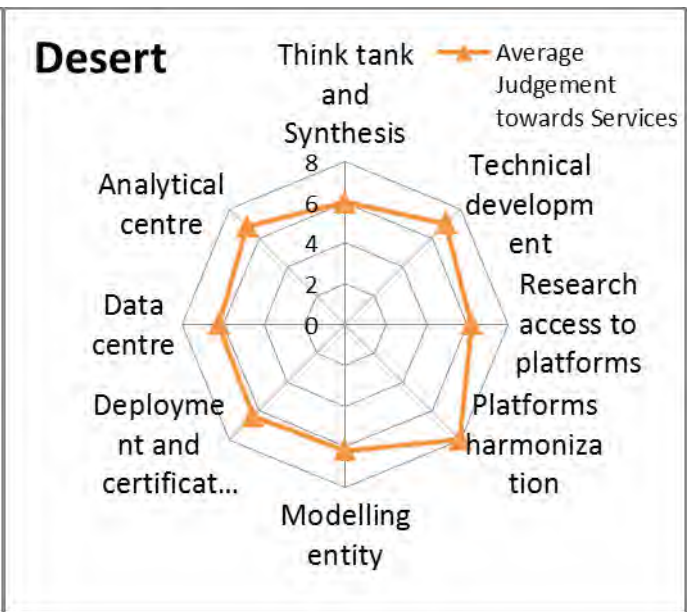 Desert
Think tank
and
Synthesis
Average
Judgement
towards Services
Technical
developm
ent
Research
access to
platforms
Platforms
harmoniza
tion
Modelling
entity
Deployme
nt and
certificat...
Data
centre
Analytical
centre
8
6
4
2
0